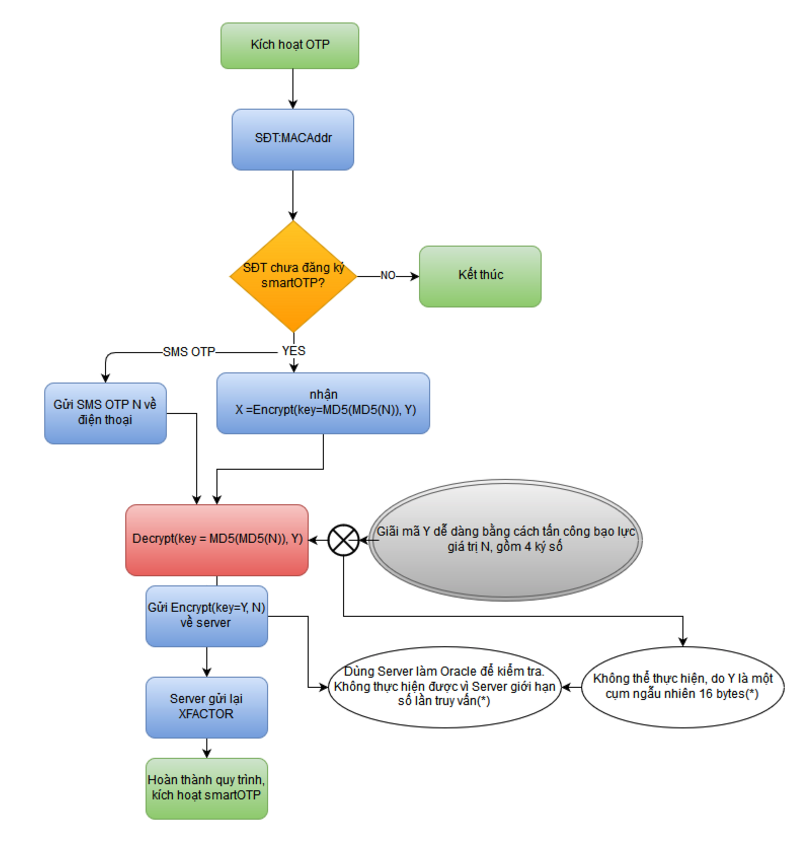 Kích hoạt OTP
SĐT:MACAddr
SĐT chưa đăng ký
smartOTP?
NO
Kết thúc
SMS OTP
YES
Gửi SMS OTP N về
điện thoại
nhận
X =Encrypt(key=MD5(MD5(N)), Y)
Decrypt(key = MD5(MD5(N)), Y)
Giãi mã Y dễ dàng bằng cách tấn công bạo lực
giá trị N, gồm 4 ký số
Gửi Encrypt(key=Y, N)
về server
Dùng Server làm Oracle để kiểm tra.
Không thực hiện được vì Server giới hạn
số lần truy vấn(*)
Không thể thực hiện, do Y là một
cụm ngẫu nhiên 16 bytes(*)
Server gửi lại
XFACTOR
Hoàn thành quy trình,
kích hoạt smartOTP